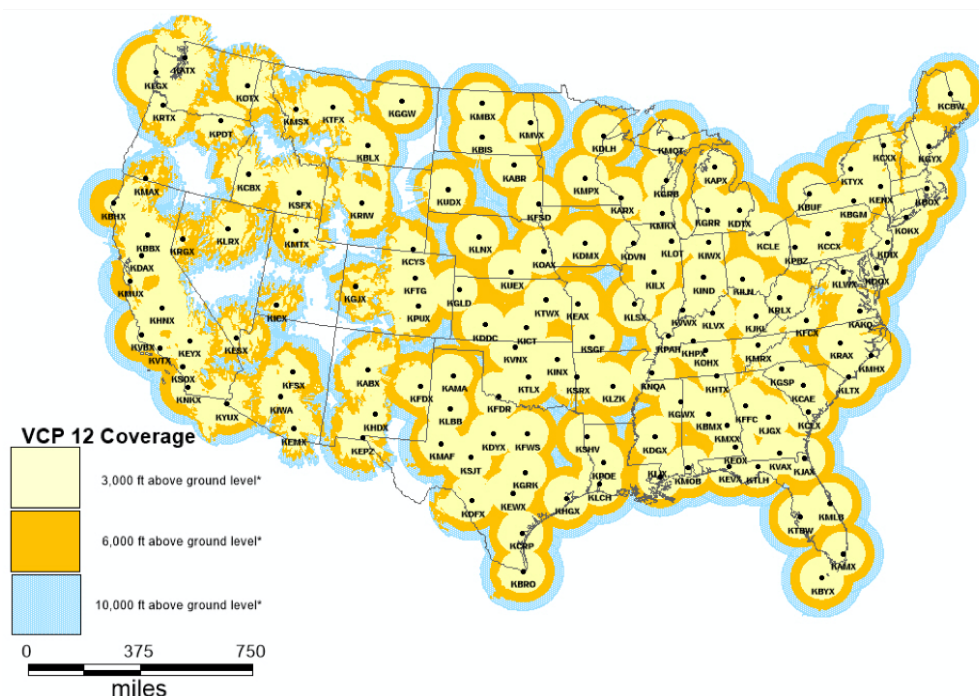 KATX
KLGX
KOTX
KMSX
KTFX
KGGW
KMBX
KMVX
KDLH
KMQT
KCBW
KRTX
KPDT
KBIS
KBLX
KABR
KMPX
KGRB
KAPX
KCXX
KGYX
KTYX
KMAX
KCBX
KSFX
KRIW
KUDX
KFSD
KARX
KMKX
KGRR
KDTX
KBUF
KENX
KBOX
KBGM
KOKX
KBHX
KBBX
KRGX
KLRX
KMTX
KCYS
KLNX
KOAX
KDMX
KDVN
KLOT
KIWX
KCLE
KPBZ
KCCX
KDIX
KDAX
KMUX
KHNX
KICX
KGJX
KFTG
KPUX
KGLD
KUEX
KTWX
KEAX
KLSX
KILX
KIND
KILN
KRLX
KLWX
KDOX
KAKQ
KVBX
KVTX
KEYX
KESX
KDDC
KICT
KSGF
KPAH
KVWX
KLVX
KJKL
KFCX
KRAX
KMHX
KSOX
KNKX
KYUX
KFSX
KIWA
KEMX
KABX
KHDX
KEPZ
KFDX
KAMA
KLBB
KVNX
KINX
KTLX
KFDR
KSRX
KLZK
KNQA
KHPX
KOHX
KMRX
KHTX
KGSP
KCAE
KLTX
KCLX
KMAF
KSJT
KDYX
KFWS
KSHV
KDGX
KGWX
KBMX
KFFC
KMXX
KJGX
KEOX
KVAX
KJAX
KGRK
KPOE
KLCH
KLIX
KMOB
KEVX
KTLH
KDFX
KEWX
KHGX
KCRP
KBRO
KTBW
KMLB
KAMX
KBYX
VCP 12 Coverage
3,000 ft above ground level*
6,000 ft above ground level*
10,000 ft above ground level*
0 375 750
miles